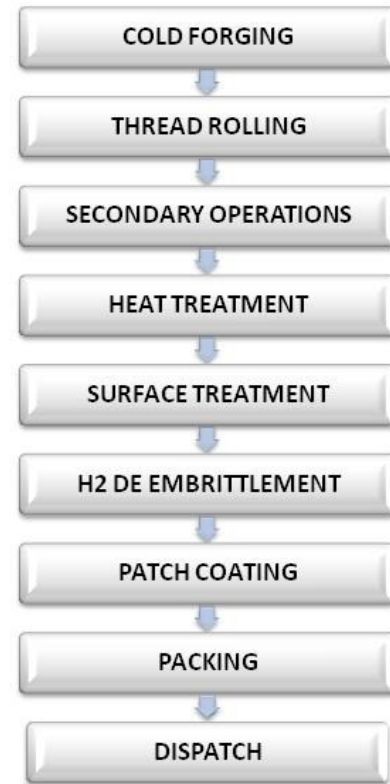 COLD FORGING
THREAD ROLLING
SECONDARY OPERATIONS
HEAT TREATMENT
SURFACE TREATMENT
H2 DE EMBRITTLEMENT
PATCH COATING
PACKING
DISPATCH